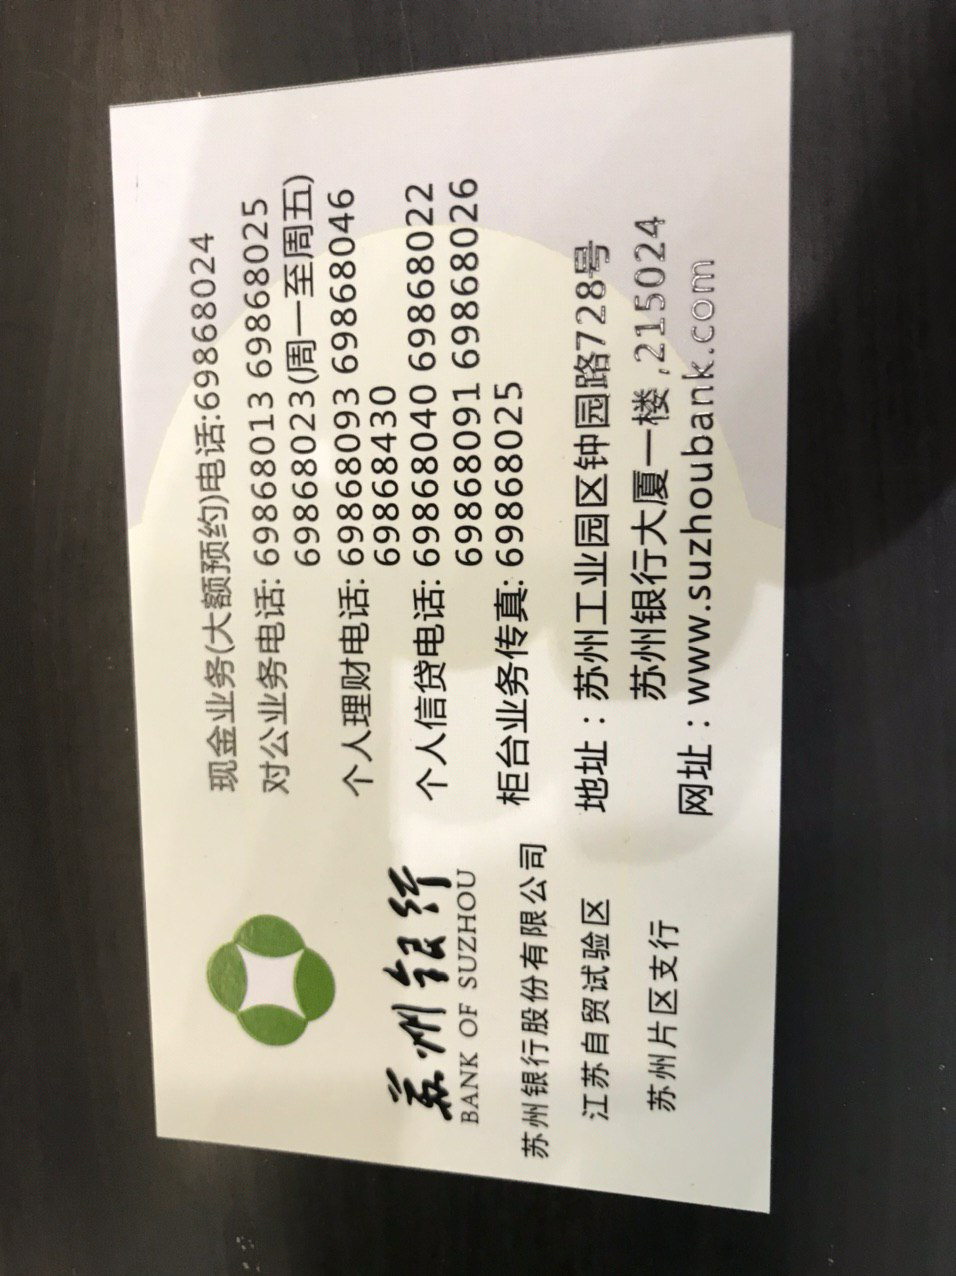 苏州银行
BANK OF SUZHOU
苏州银行股份有限公司
江苏自贸试验区
苏州片区支行
现金业务(大额预约)电话:69868024
对公业务电话: 69868013 69868025
69868023(周一至周五)
个人理财电话: 69868093 69868046
69868430
个人信贷电话: 69868040 69868022
69868091 69868026
柜台业务传真: 69868025
地址：苏州工业园区钟园路728号
苏州银行大厦一楼 ,215024
网址：www.suzhoubank.com